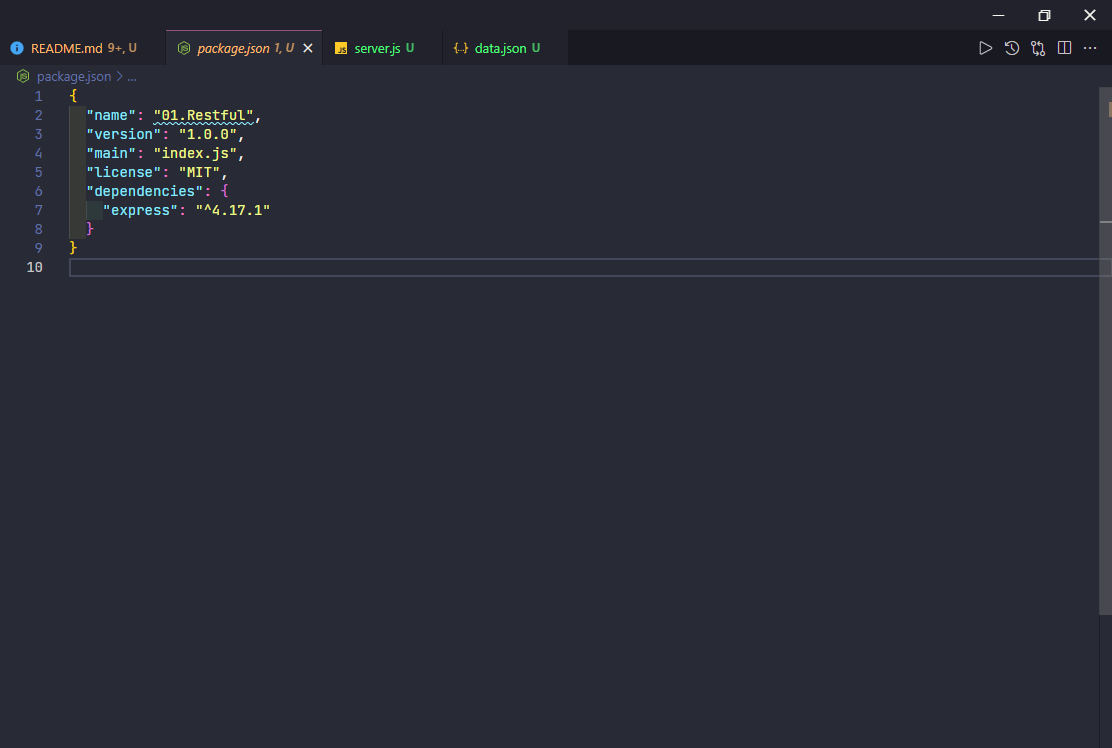 README.md 9+, U package.json 1, U JS server.js U {..} data.json U
package.json > ...
1 {
2 "name": "01.Restful",
3 "version": "1.0.0",
4 "main": "index.js",
5 "license": "MIT",
6 "dependencies": {
7 "express": "^4.17.1"
8 }
9 }
10